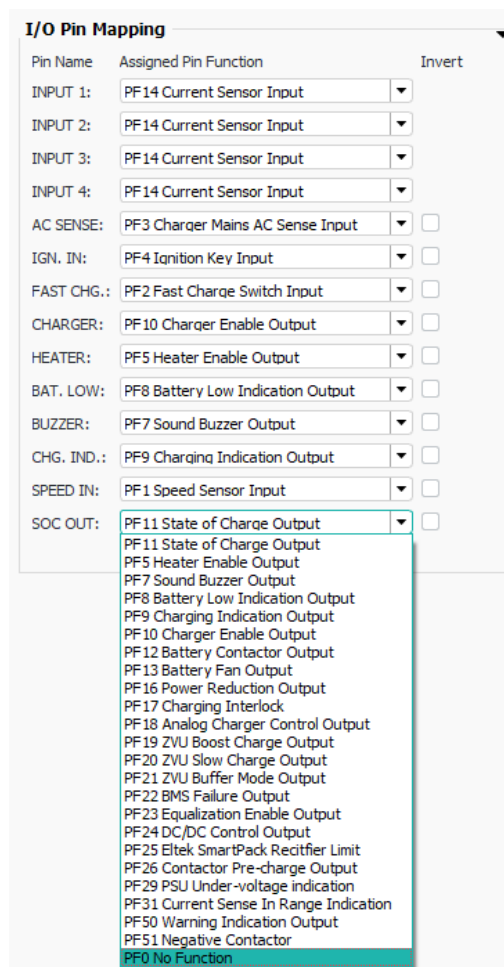 I/O Pin Mapping
Pin Name Assigned Pin Function Invert
INPUT 1: PF14 Current Sensor Input
INPUT 2: PF14 Current Sensor Input
INPUT 3: PF14 Current Sensor Input
INPUT 4: PF14 Current Sensor Input
AC SENSE: PF3 Charger Mains AC Sense Input
IGN. IN: PF4 Ignition Key Input
FAST CHG.: PF2 Fast Charge Switch Input
CHARGER: PF10 Charger Enable Output
HEATER: PF5 Heater Enable Output
BAT. LOW: PF8 Battery Low Indication Output
BUZZER: PF7 Sound Buzzer Output
CHG. IND.: PF9 Charging Indication Output
SPEED IN: PF1 Speed Sensor Input
SOC OUT: PF11 State of Charge Output
PF11 State of Charge Output
PF5 Heater Enable Output
PF7 Sound Buzzer Output
PF8 Battery Low Indication Output
PF9 Charging Indication Output
PF10 Charger Enable Output
PF12 Battery Contactor Output
PF13 Battery Fan Output
PF16 Power Reduction Output
PF17 Charging Interlock
PF18 Analog Charger Control Output
PF19 ZVU Boost Charge Output
PF20 ZVU Slow Charge Output
PF21 ZVU Buffer Mode Output
PF22 BMS Failure Output
PF23 Equalization Enable Output
PF24 DC/DC Control Output
PF25 Eltek SmartPack Recitfier Limit
PF26 Contactor Pre-charge Output
PF29 PSU Under-voltage indication
PF31 Current Sense In Range Indication
PF50 Warning Indication Output
PF51 Negative Contactor
PF0 No Function